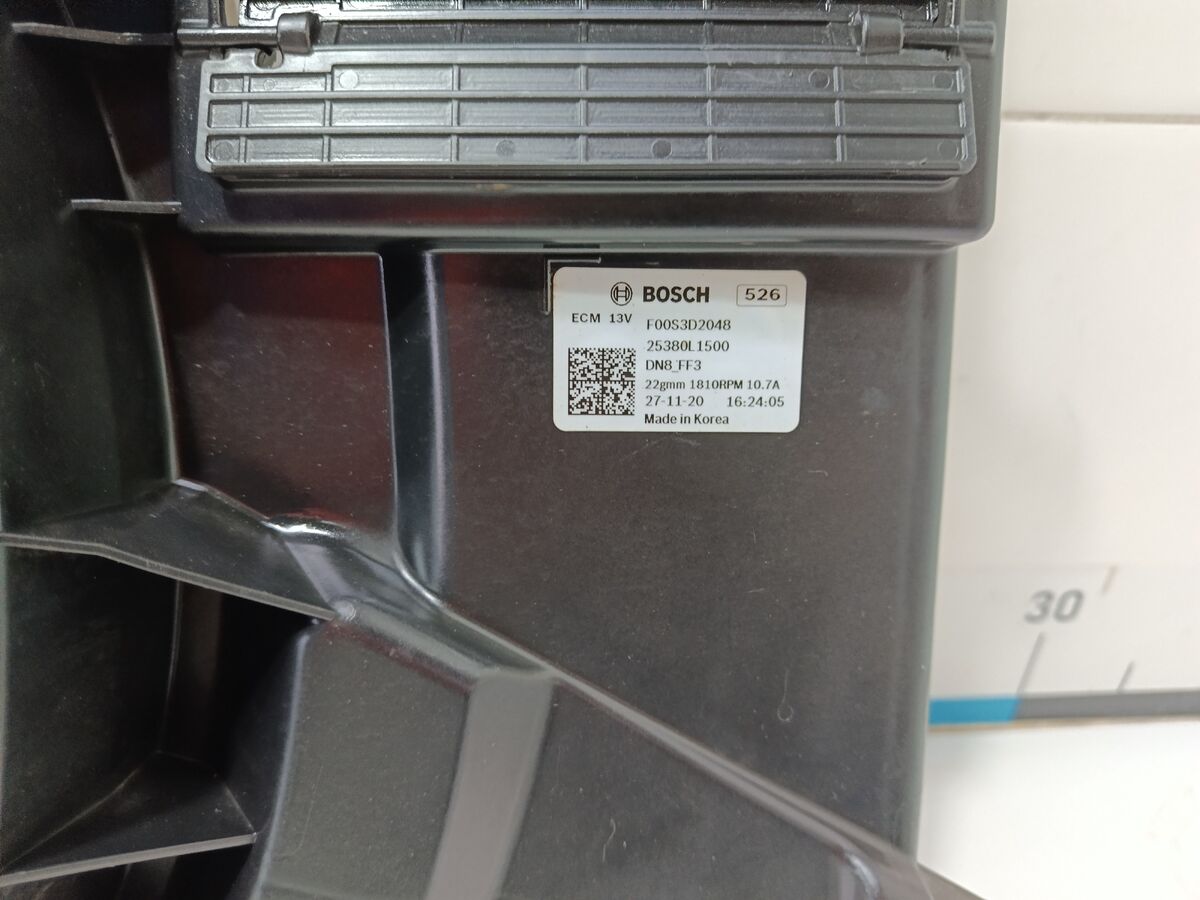 BOSCH 526
ECM 13V
F00S3D2048
25380L1500
DN8_FF3
22gmm 1810RPM 10.7A
27-11-20 16:24:05
Made in Korea
30